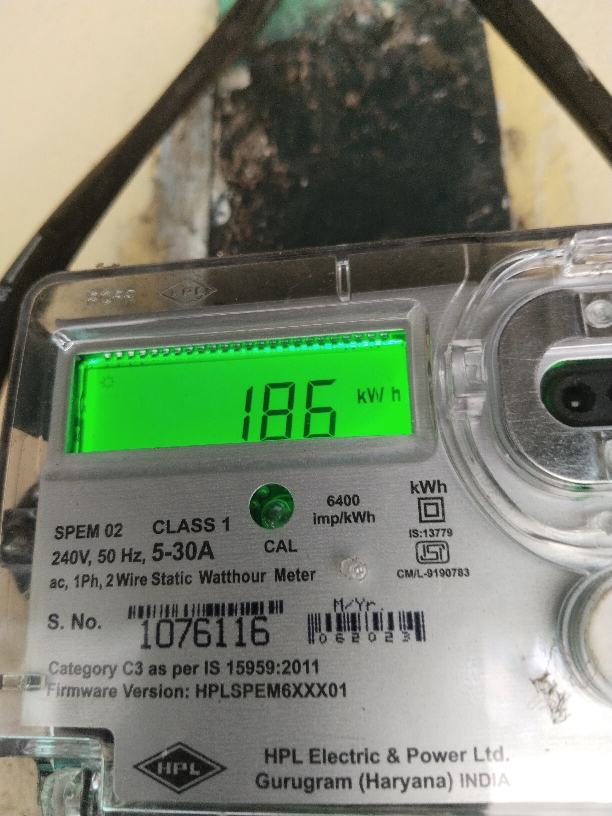 HPL
186 kWh
6400
imp/kWh
kWh
IS:13779
CM/L-9190783
SPEM 02 CLASS 1
CAL
240V, 50 Hz, 5-30A
ac, 1Ph, 2 Wire Static Watthour Meter
S. No. 1076116
M/Yr.
062023
Category C3 as per IS 15959:2011
Firmware Version: HPLSPEM6XXX01
HPL
HPL Electric & Power Ltd.
Gurugram (Haryana) INDIA